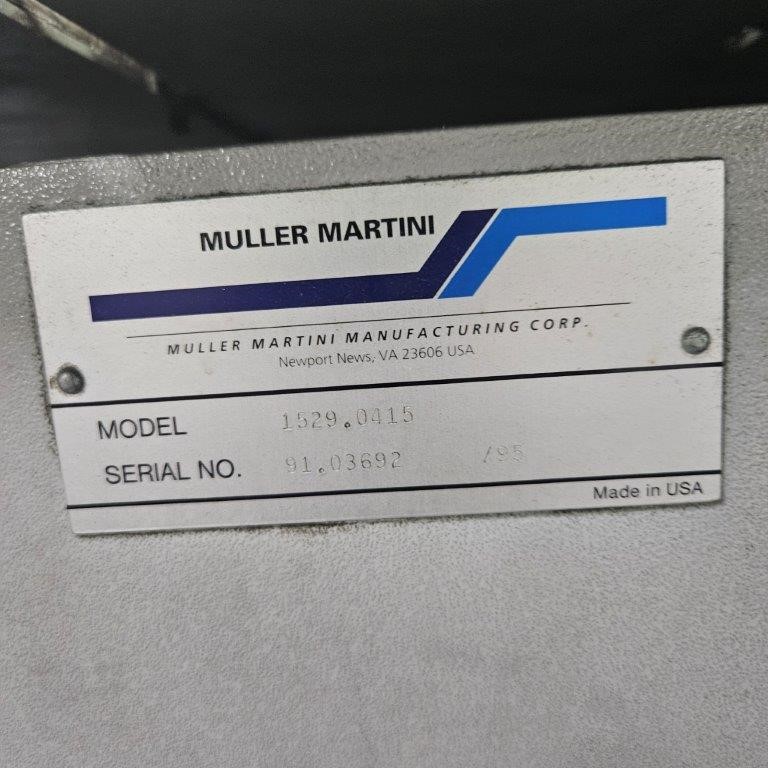 MULLER MARTINI
MULLER MARTINI MANUFACTURING CORP.
Newport News, VA 23606 USA
MODEL 1529.0415
SERIAL NO. 91.03692 /95
Made in USA